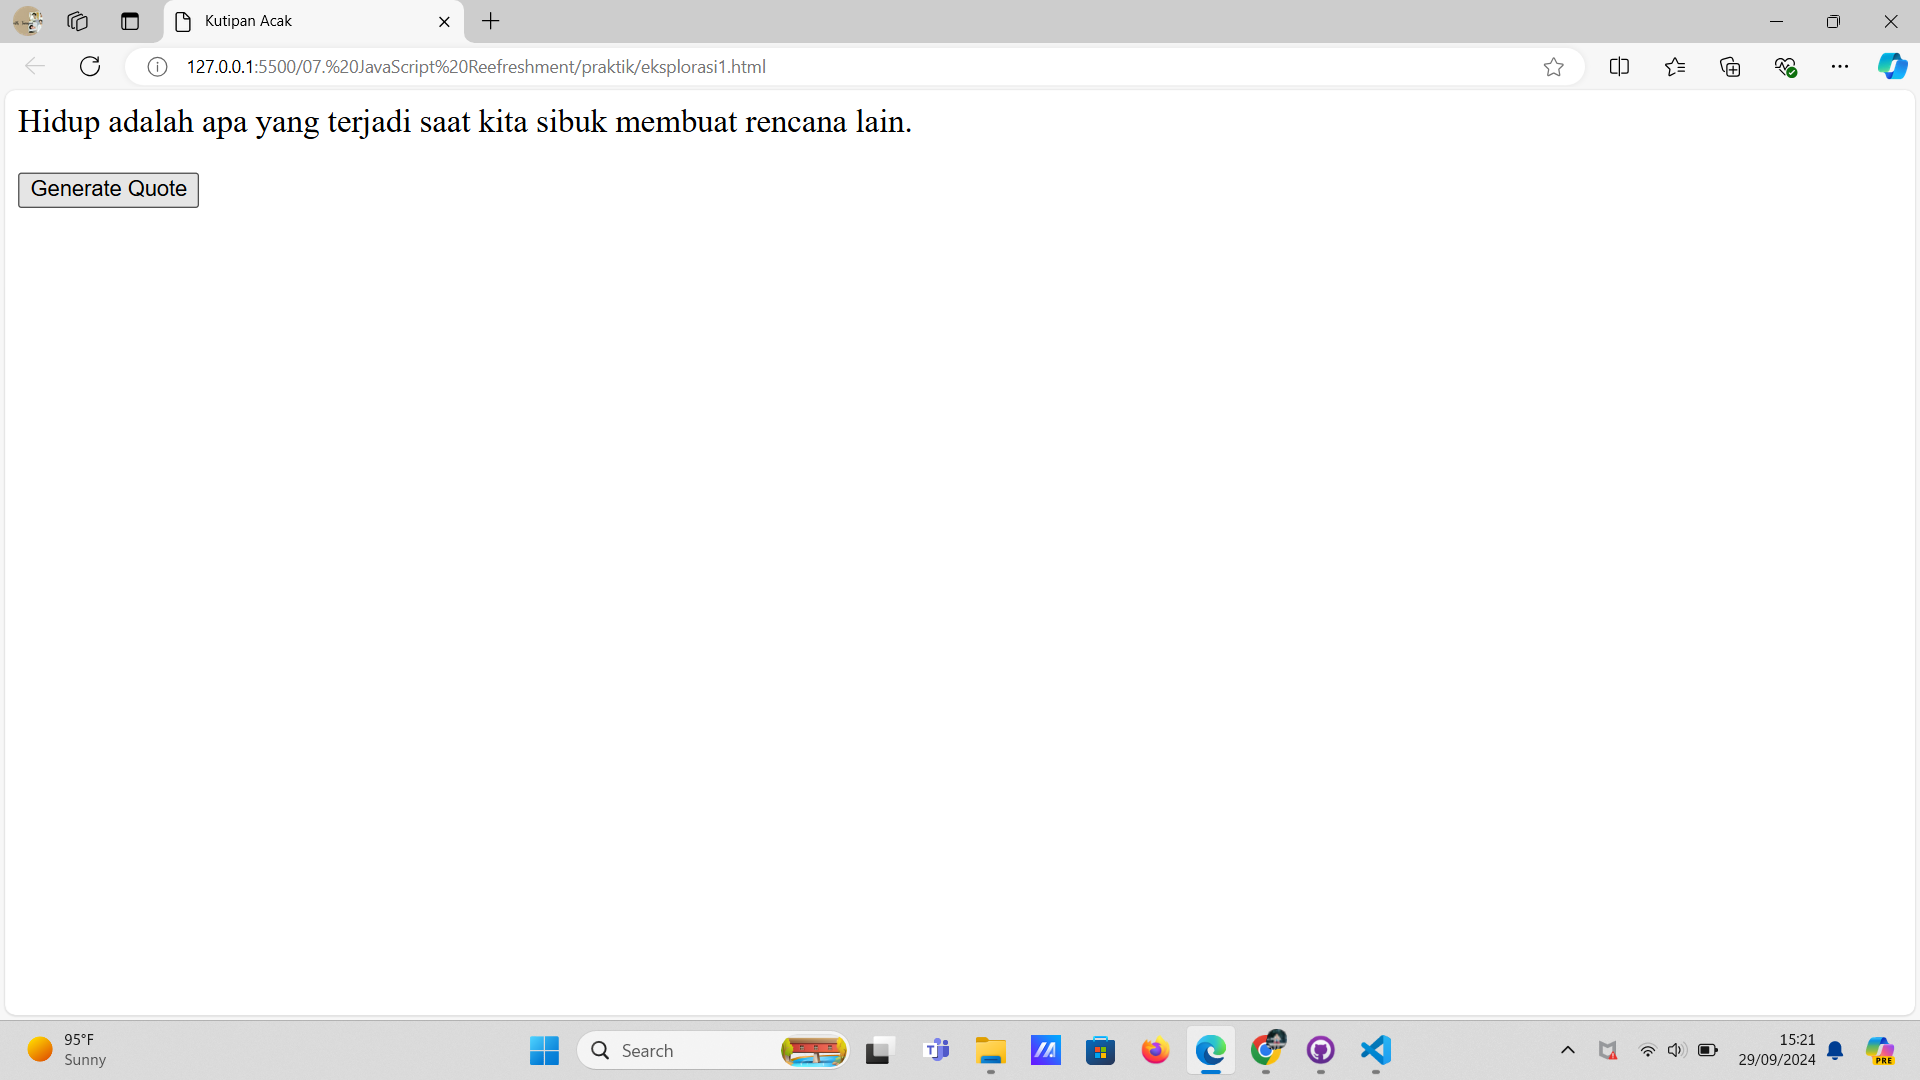 Kutipan Acak
127.0.0.1:5500/07.%20JavaScript%20Reefreshment/praktik/eksplorasi1.html
Hidup adalah apa yang terjadi saat kita sibuk membuat rencana lain.
Generate Quote
95°F
Sunny
Search
15:21
29/09/2024
PRE